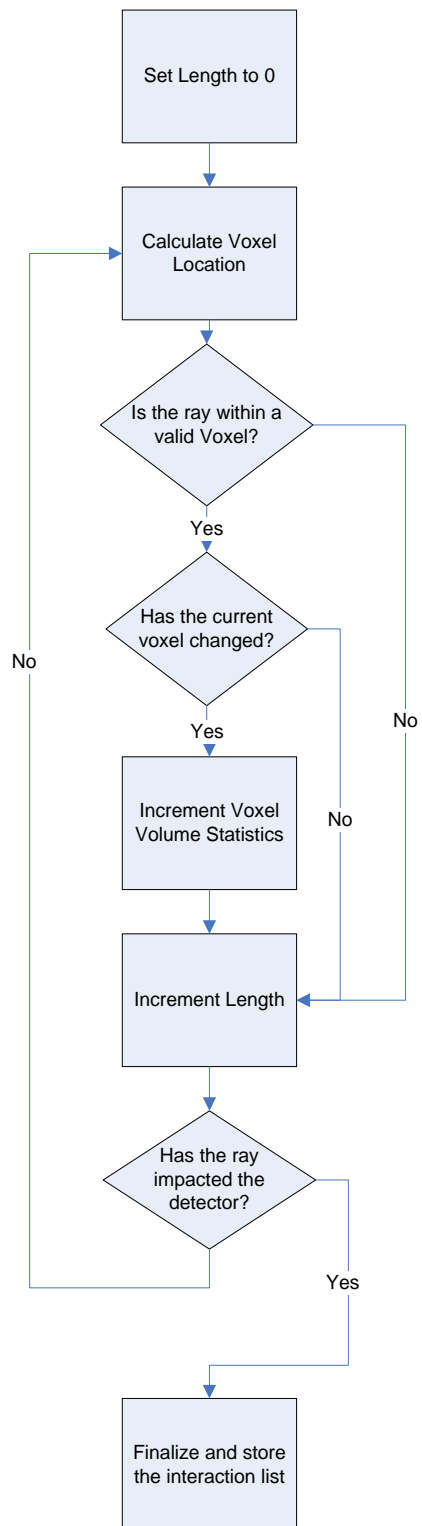 Set Length to 0
Calculate Voxel
Location
Is the ray within a
valid Voxel?
Yes
Has the current
voxel changed?
No
Yes
No
Increment Voxel
Volume Statistics
No
Increment Length
Has the ray
impacted the
detector?
Yes
Finalize and store
the interaction list